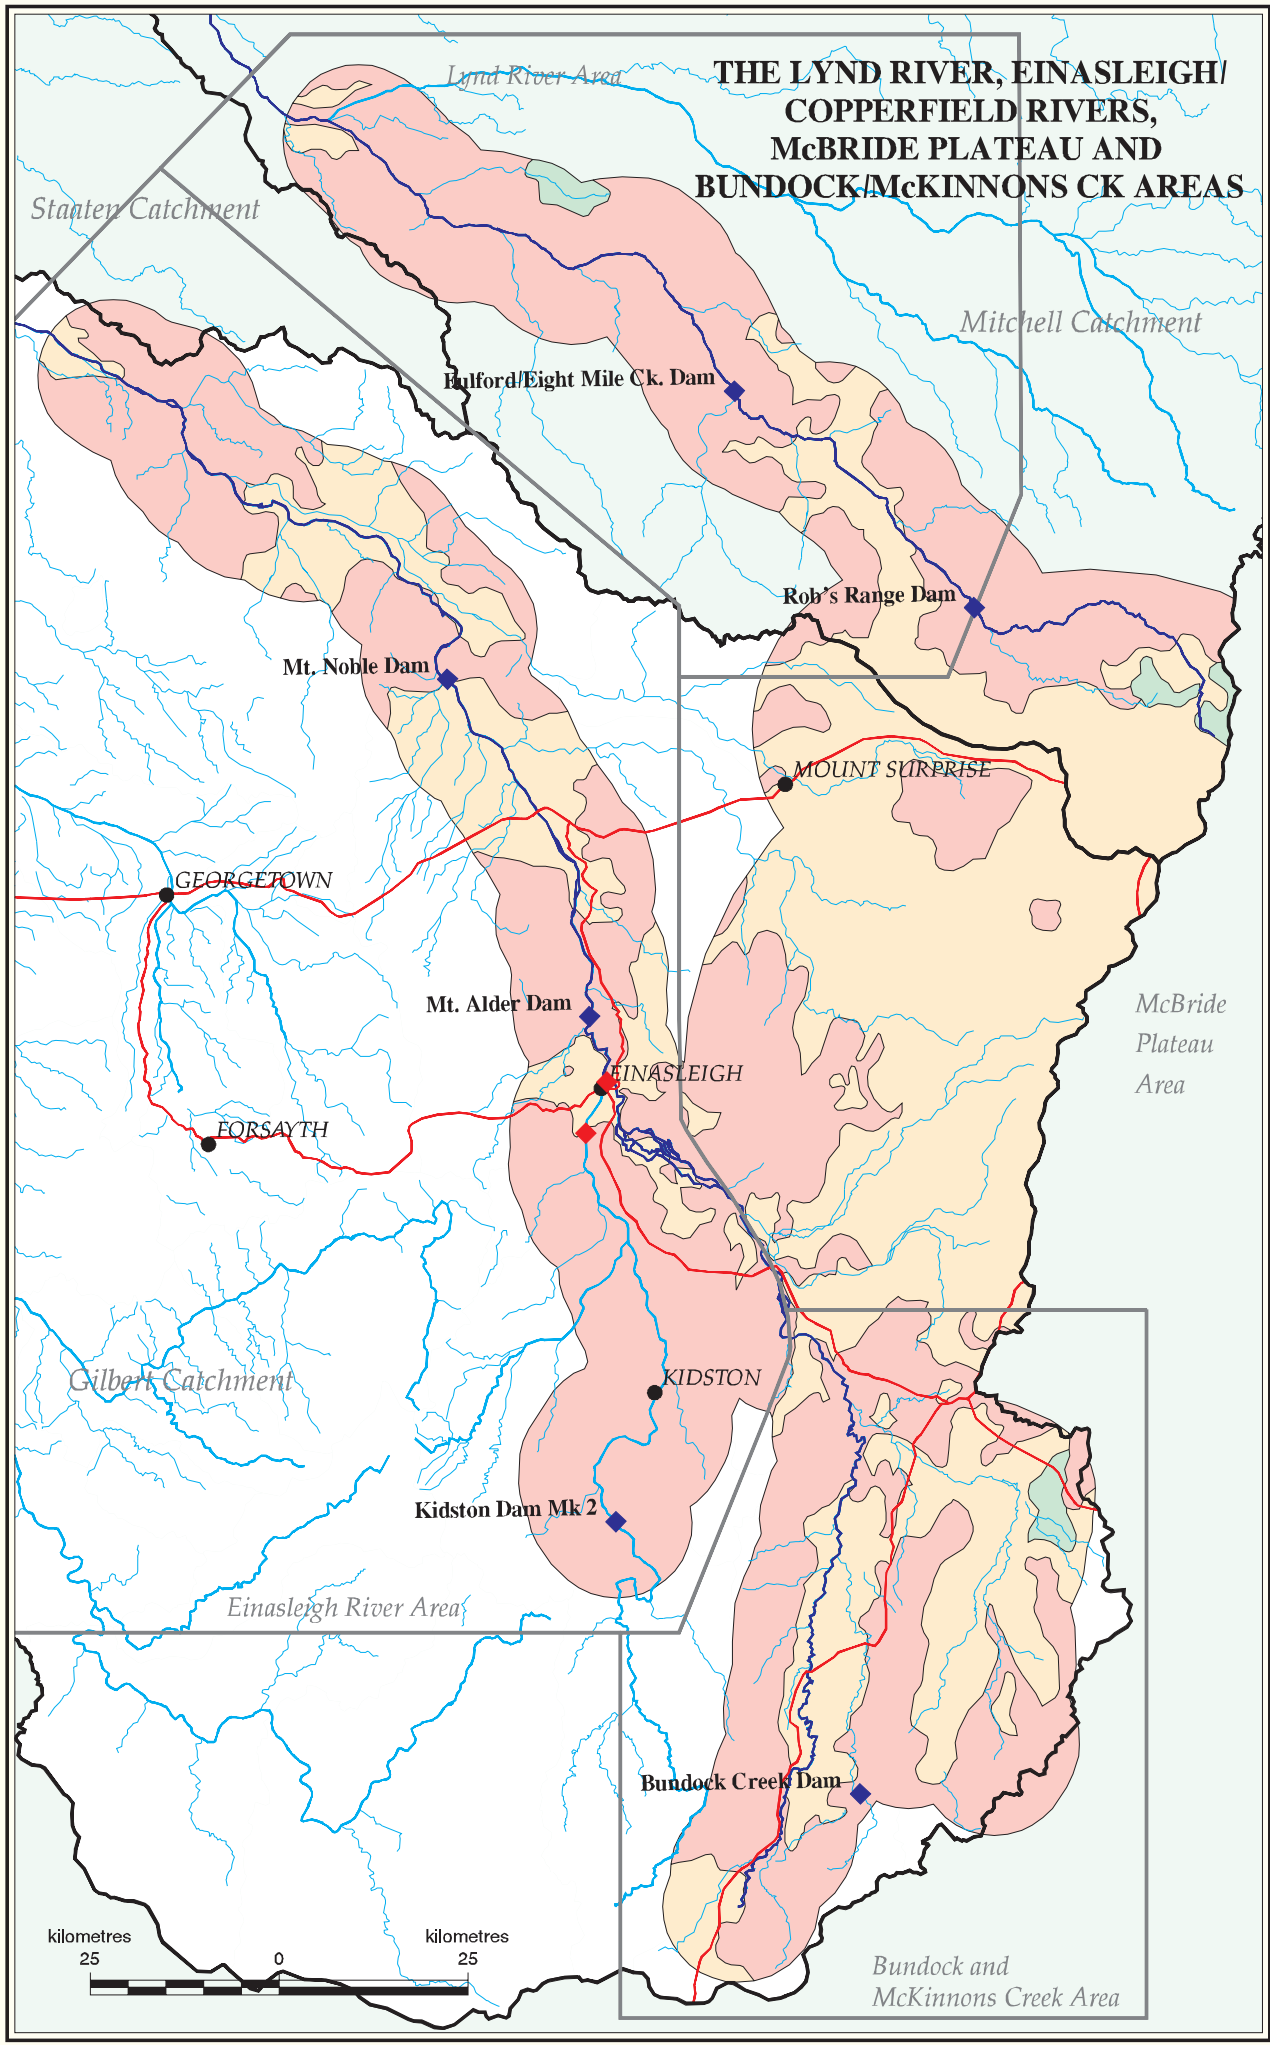 Lynd River Area
THE LYND RIVER, EINASLEIGH/
COPPERFIELD RIVERS,
McBRIDE PLATEAU AND
BUNDOCK/McKINNONS CK AREAS
Staaten Catchment
Mitchell Catchment
Fulford/Eight Mile Ck. Dam
Rob's Range Dam
Mt. Noble Dam
MOUNT SURPRISE
GEORGETOWN
Mt. Alder Dam
McBride
Plateau
Area
EINASLEIGH
FORSAYTH
Gilbert Catchment
KIDSTON
Kidston Dam Mk 2
Einasleigh River Area
Bundock Creek Dam
kilometres kilometres
25 0 25
Bundock and
McKinnons Creek Area